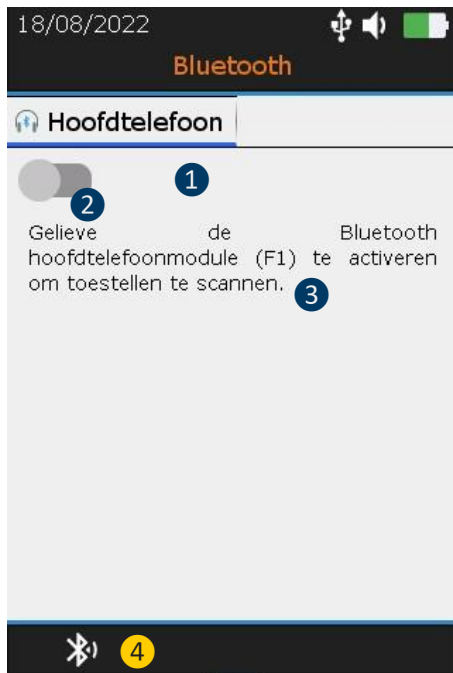 18/08/2022
Bluetooth
Hoofdtelefoon
1
2
Gelieve de Bluetooth
hoofdtelefoonmodule (F1) te activeren
om toestellen te scannen.
3
4